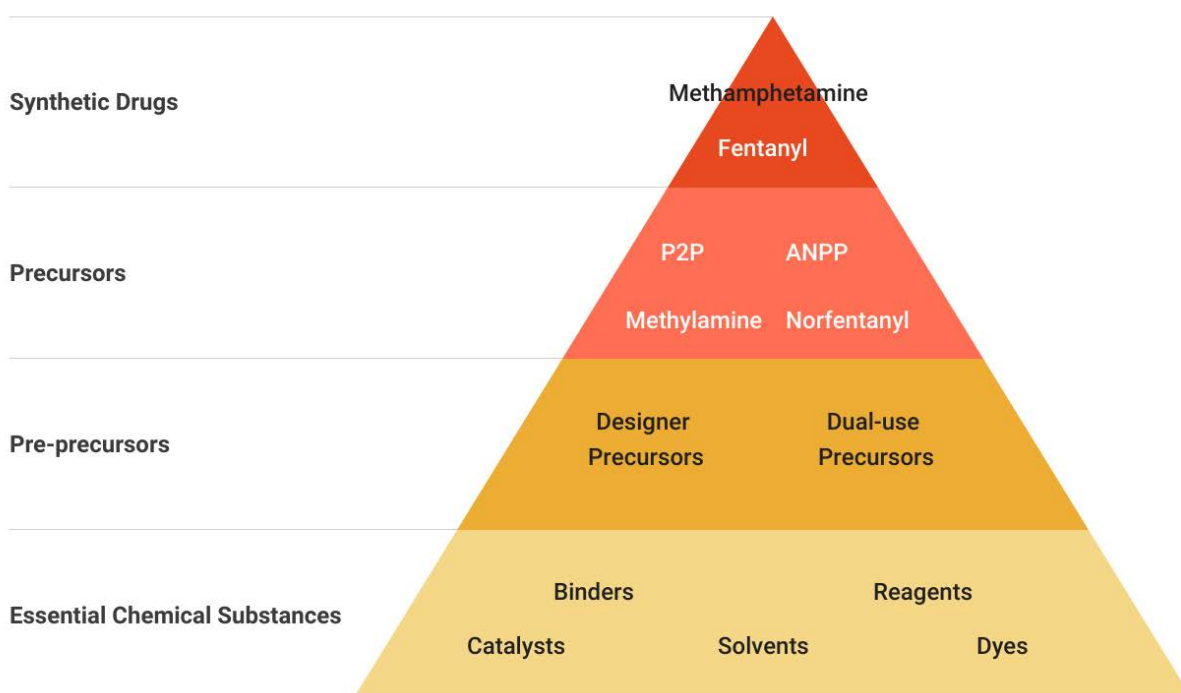 Synthetic Drugs
Methamphetamine
Fentanyl
Precursors
P2P ANPP
Methylamine Norfentanyl
Pre-precursors
Designer Precursors
Dual-use Precursors
Essential Chemical Substances
Binders Reagents
Catalysts Solvents Dyes